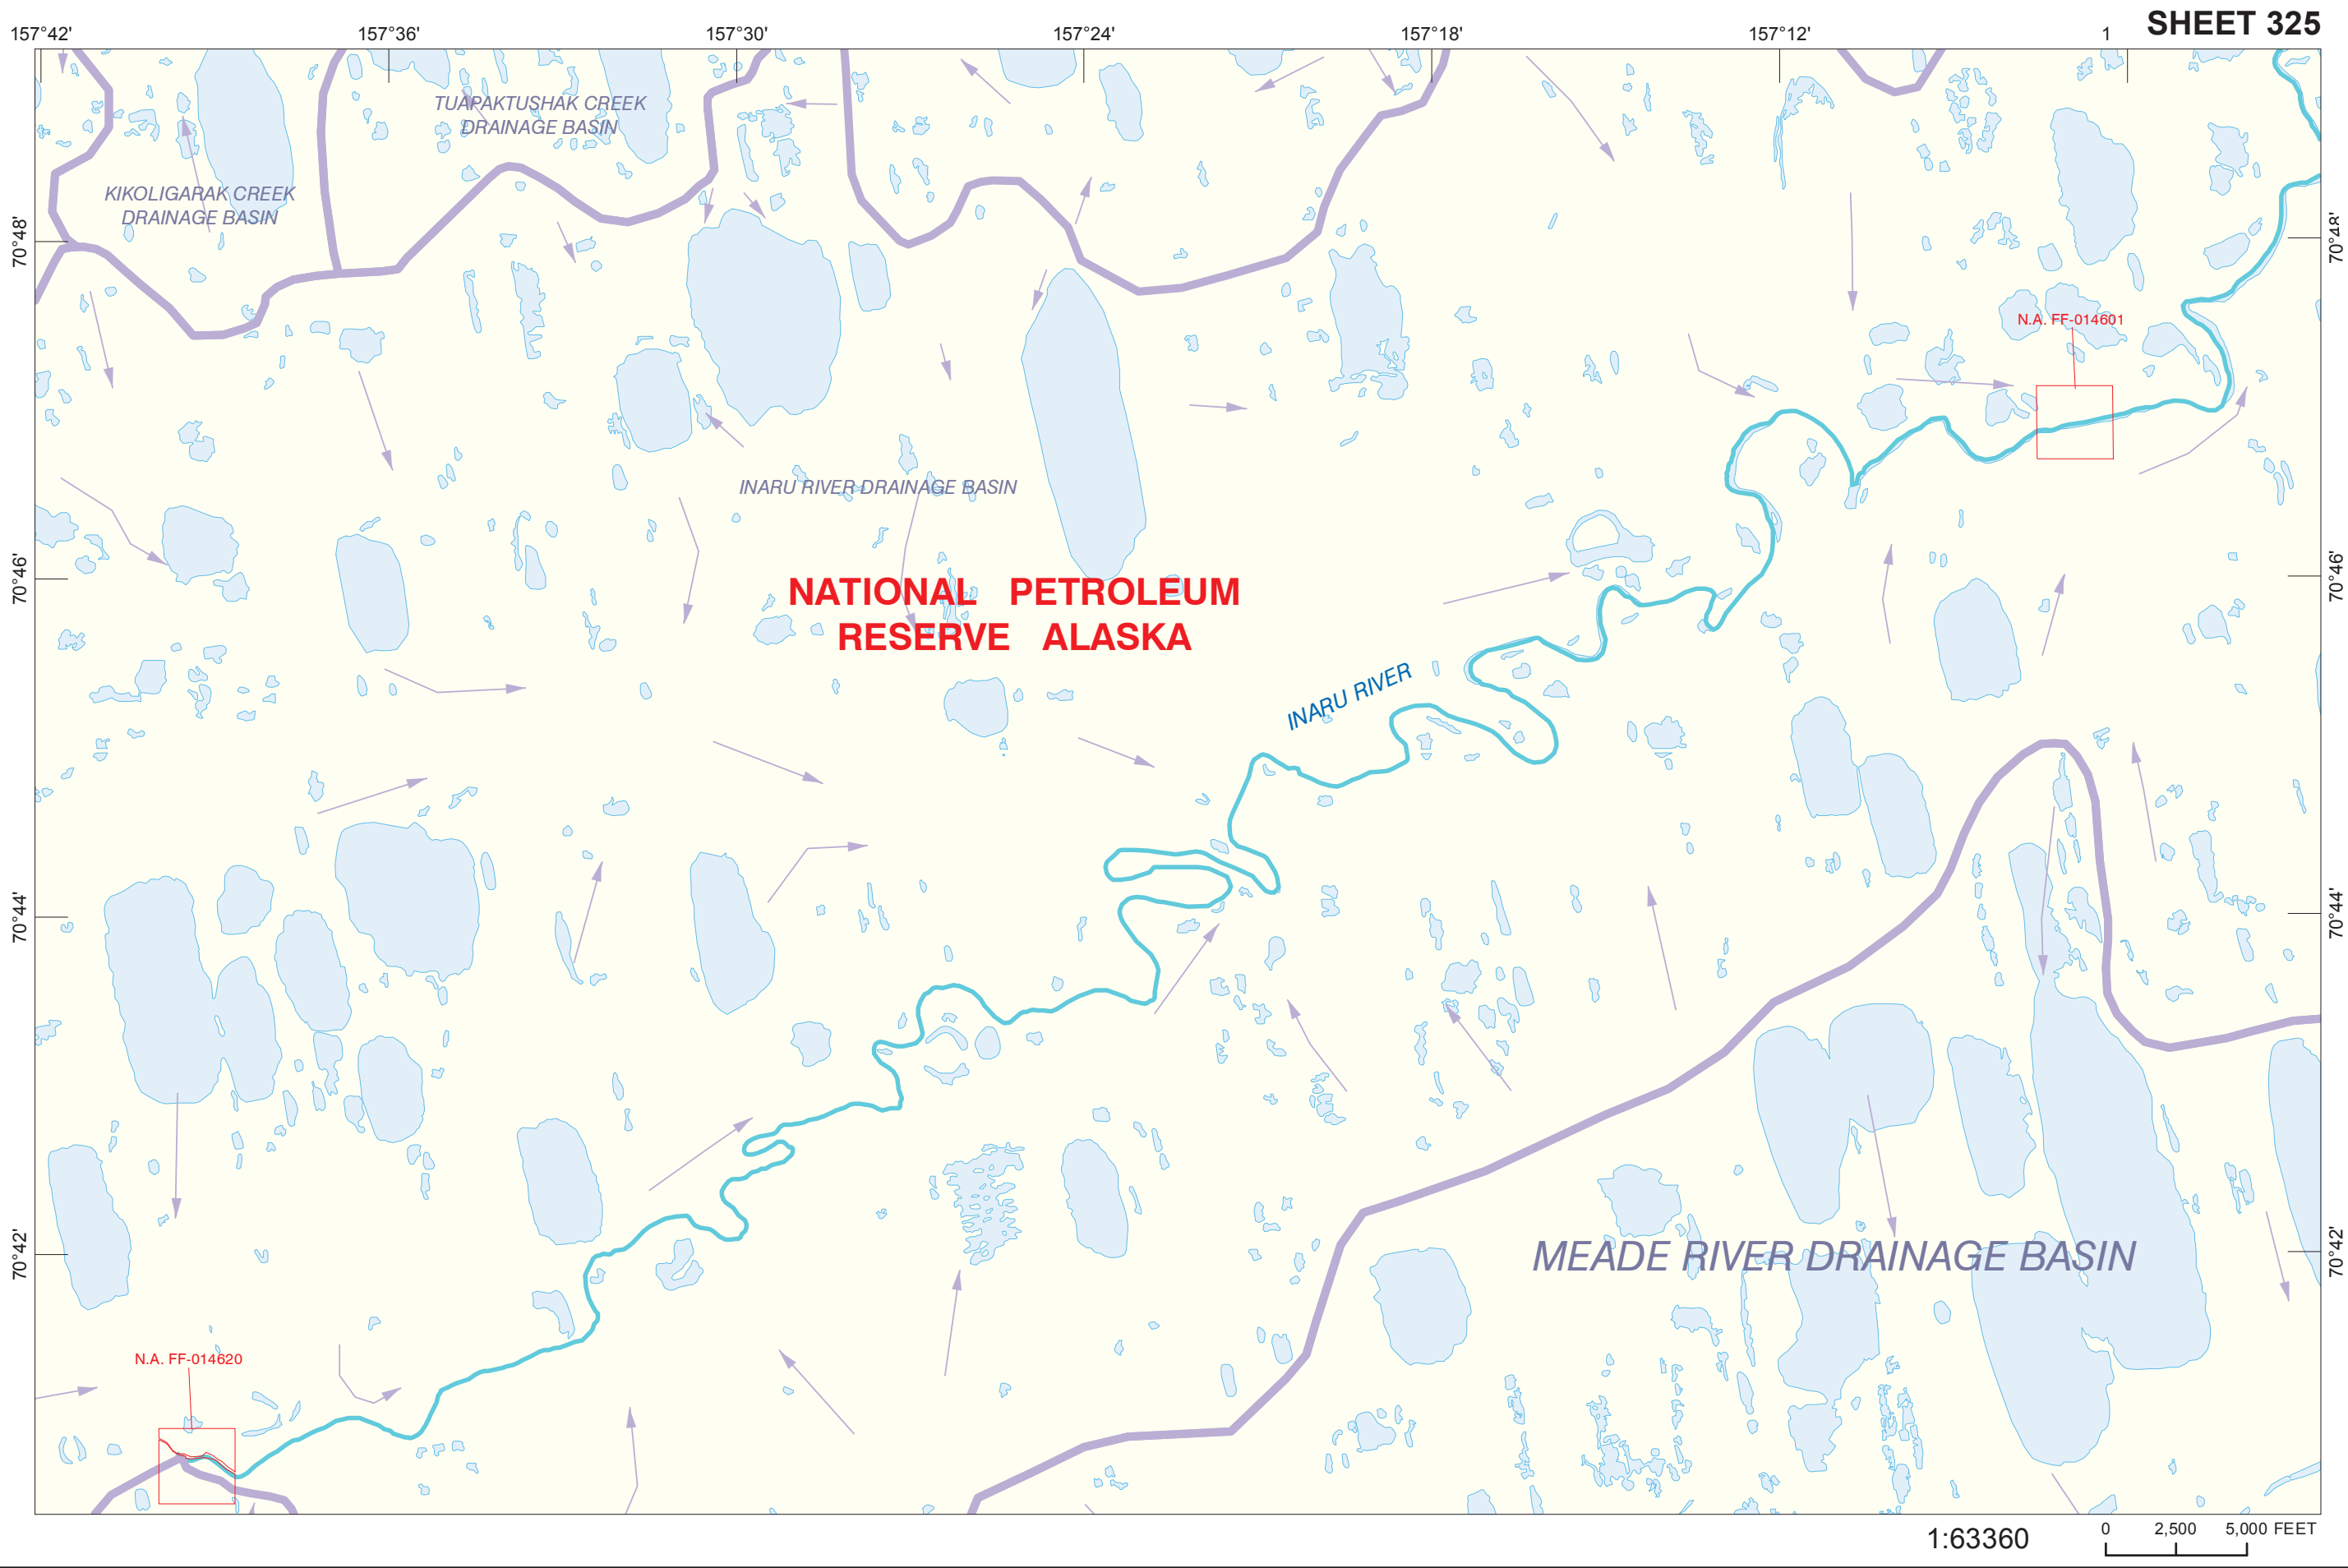 SHEET 325
157°42'
157°36'
157°30'
157°24'
157°18'
157°12'
1
TUAPAKTUSHAK CREEK
DRAINAGE BASIN
KIKOLIGARAK CREEK
DRAINAGE BASIN
70°48'
70°48'
N.A. FF-014601
INARU RIVER DRAINAGE BASIN
70°46'
70°46'
NATIONAL PETROLEUM
RESERVE ALASKA
INARU RIVER
70°44'
70°44'
70°42'
70°42'
MEADE RIVER DRAINAGE BASIN
N.A. FF-014620
1:63360
0 2,500 5,000 FEET